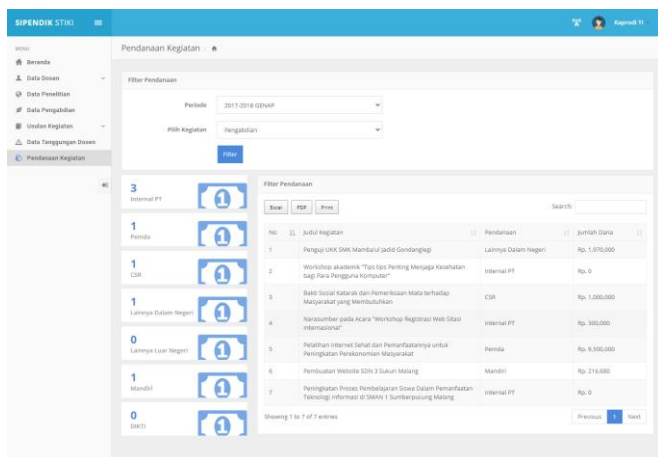 SIPENDIK STIKI
Kaprodi TI
MENU
Beranda
Data Dosen
Data Penelitian
Data Pengabdian
Usulan Kegiatan
Data Tanggungan Dosen
Pendanaan Kegiatan
Pendanaan Kegiatan
Filter Pendanaan
Periode
2017-2018 GENAP
Pilih Kegiatan
Pengabdian
Filter
3
Internal PT
1
Pemda
1
CSR
1
Lainnya Dalam Negeri
0
Lainnya Luar Negeri
1
Mandiri
0
DIKTI
Filter Pendanaan
Excel PDF Print
Search:
No Judul Kegiatan Pendanaan Jumlah Dana
1 Penguji UKK SMK Mamba'ul Jadid Gondanglegi Lainnya Dalam Negeri Rp. 1,970,000
2 Workshop akademik "Tips tips Penting Menjaga Kesehatan Internal PT Rp. 0
bagi Para Pengguna Komputer"
3 Bakti Sosial Katarak dan Pemeriksaan Mata terhadap CSR Rp. 1,000,000
Masyarakat yang Membutuhkan
4 Narasumber pada Acara "Workshop Registrasi Web Sitasi Internal PT Rp. 300,000
Internasional"
5 Pelatihan Internet Sehat dan Pemanfaatannya untuk Pemda Rp. 9,500,000
Peningkatan Perekonomian Masyarakat
6 Pembuatan Website SDN 3 Sukun Malang Mandiri Rp. 216,680
7 Peningkatan Proses Pembelajaran Siswa Dalam Pemanfaatan Internal PT Rp. 0
Teknologi Informasi di SMAN 1 Sumberpucung Malang
Showing 1 to 7 of 7 entries
Previous 1 Next